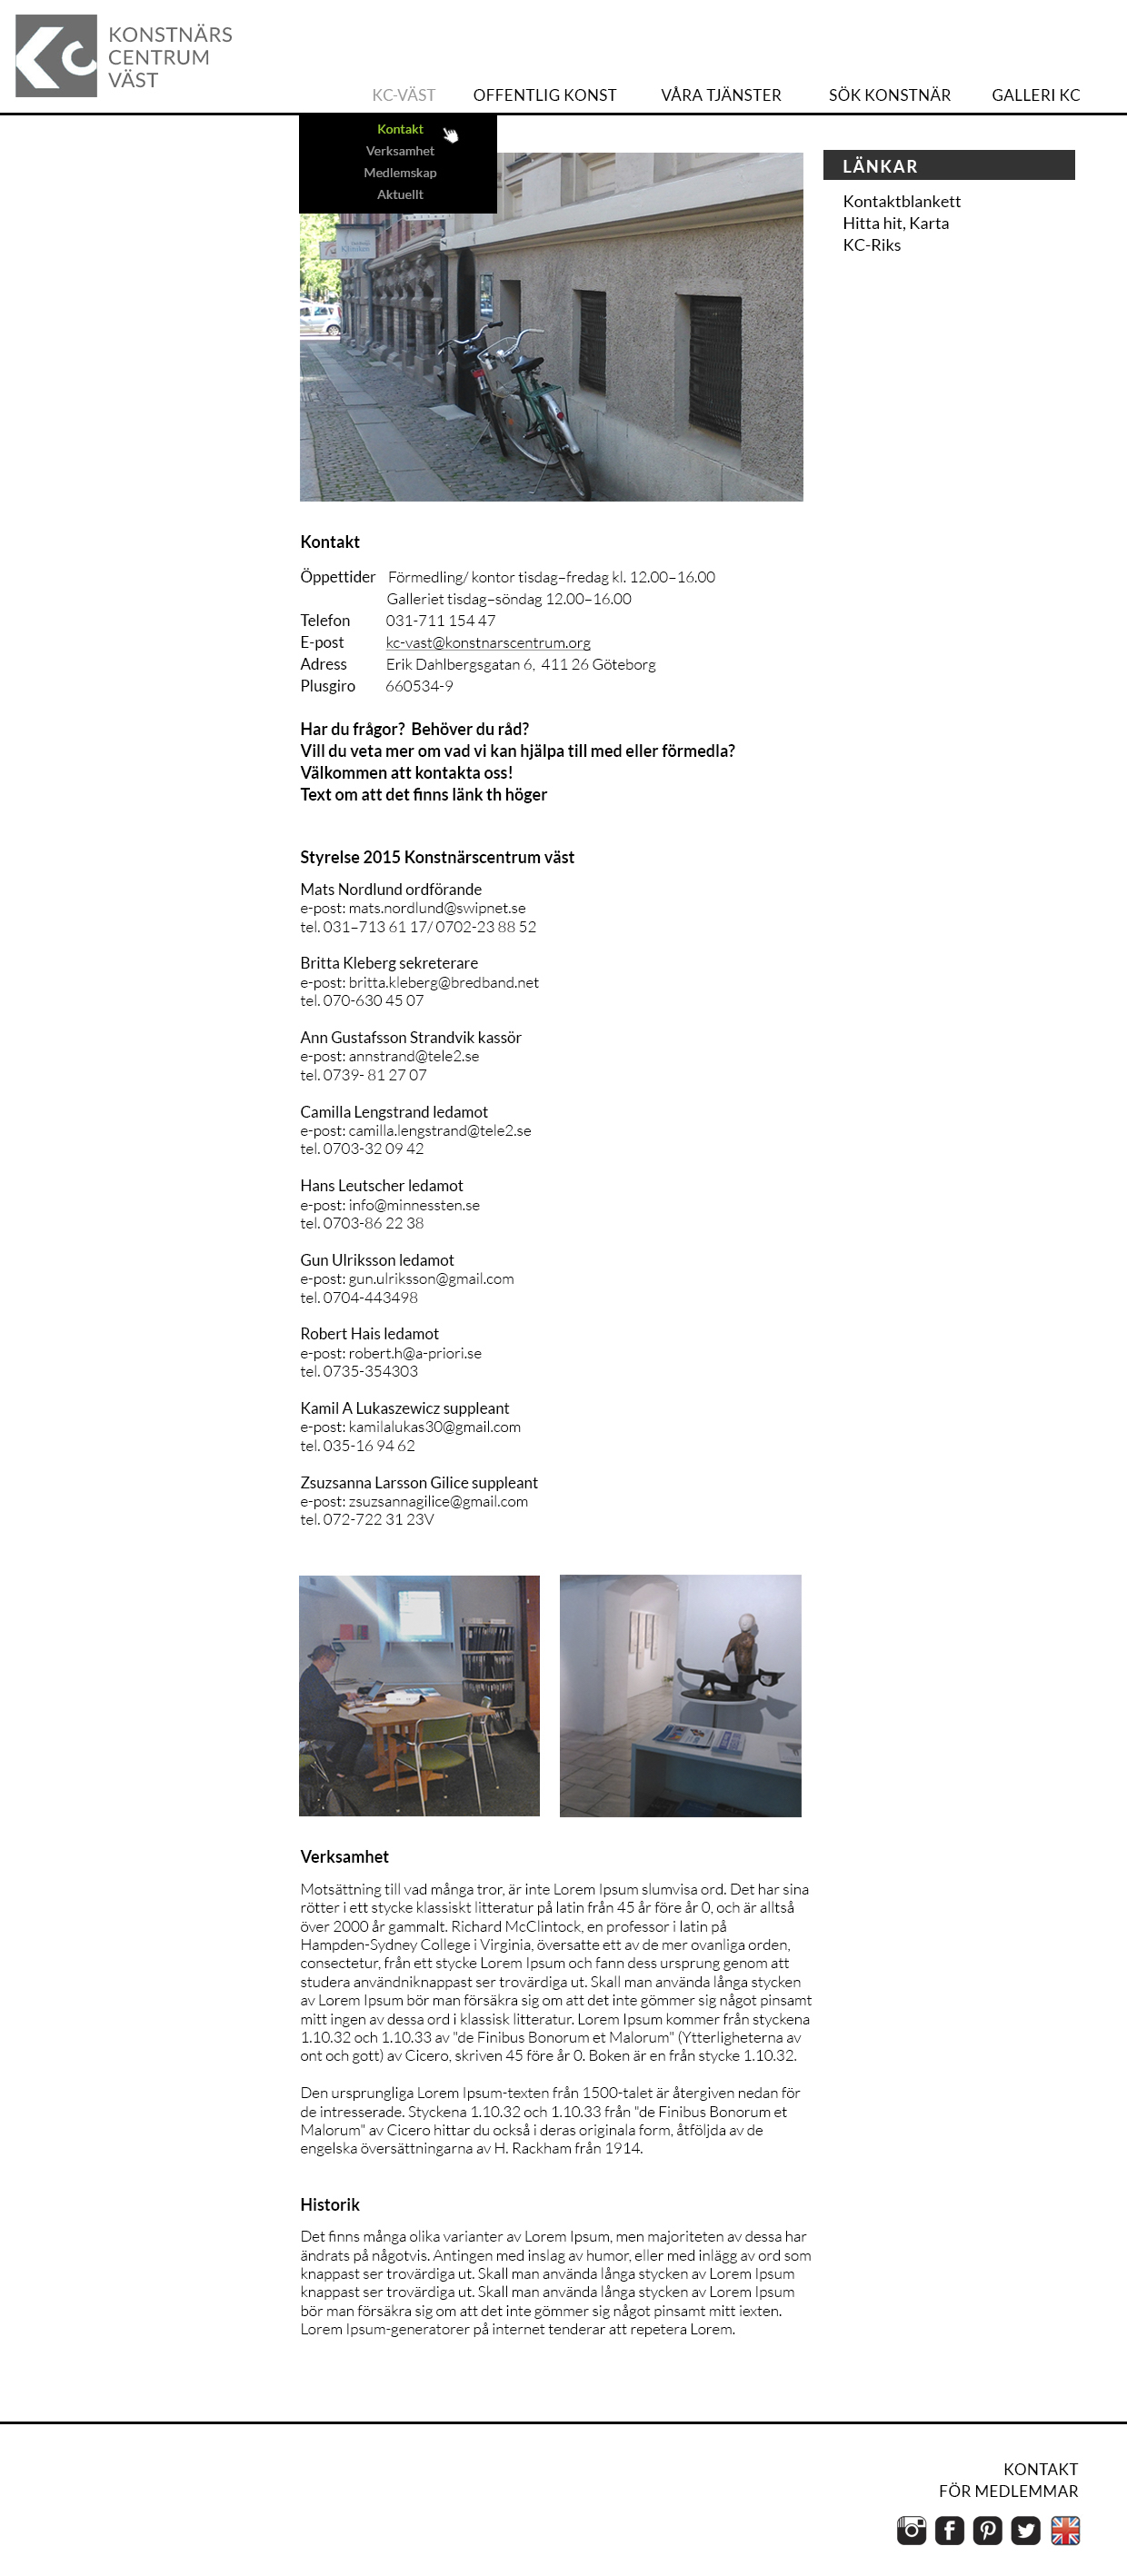 KC
KONSTNÄRS
CENTRUM
VÄST
KC-VÄST OFFENTLIG KONST VÅRA TJÄNSTER SÖK KONSTNÄR GALLERI KC
Kontakt
Verksamhet
Medlemskap
Aktuellt
LÄNKAR
Kontaktblankett
Hitta hit, Karta
KC-Riks
Kliniken
Kontakt
Öppettider Förmedling/ kontor tisdag–fredag kl. 12.00–16.00
Galleriet tisdag–söndag 12.00–16.00
Telefon 031-711 154 47
E-post kc-vast@konstnarscentrum.org
Adress Erik Dahlbergsgatan 6, 411 26 Göteborg
Plusgiro 660534-9
Har du frågor? Behöver du råd?
Vill du veta mer om vad vi kan hjälpa till med eller förmedla?
Välkommen att kontakta oss!
Text om att det finns länk th höger
Styrelse 2015 Konstnärscentrum väst
Mats Nordlund ordförande
e-post: mats.nordlund@swipnet.se
tel. 031–713 61 17/ 0702-23 88 52
Britta Kleberg sekreterare
e-post: britta.kleberg@bredband.net
tel. 070-630 45 07
Ann Gustafsson Strandvik kassör
e-post: annstrand@tele2.se
tel. 0739- 81 27 07
Camilla Lengstrand ledamot
e-post: camilla.lengstrand@tele2.se
tel. 0703-32 09 42
Hans Leutscher ledamot
e-post: info@minnessten.se
tel. 0703-86 22 38
Gun Ulriksson ledamot
e-post: gun.ulriksson@gmail.com
tel. 0704-443498
Robert Hais ledamot
e-post: robert.h@a-priori.se
tel. 0735-354303
Kamil A Lukaszewicz suppleant
e-post: kamilalukas30@gmail.com
tel. 035-16 94 62
Zsuzsanna Larsson Gilice suppleant
e-post: zsuzsannagilice@gmail.com
tel. 072-722 31 23V
Verksamhet
Motsättning till vad många tror, är inte Lorem Ipsum slumvisa ord. Det har sina
rötter i ett stycke klassiskt litteratur på latin från 45 år före år 0, och är alltså
över 2000 år gammalt. Richard McClintock, en professor i latin på
Hampden-Sydney College i Virginia, översatte ett av de mer ovanliga orden,
consectetur, från ett stycke Lorem Ipsum och fann dess ursprung genom att
studera användniknappast ser trovärdiga ut. Skall man använda långa stycken
av Lorem Ipsum bör man försäkra sig om att det inte gömmer sig något pinsamt
mitt ingen av dessa ord i klassisk litteratur. Lorem Ipsum kommer från styckena
1.10.32 och 1.10.33 av "de Finibus Bonorum et Malorum" (Ytterligheterna av
ont och gott) av Cicero, skriven 45 före år 0. Boken är en från stycke 1.10.32.
Den ursprungliga Lorem Ipsum-texten från 1500-talet är återgiven nedan för
de intresserade. Styckena 1.10.32 och 1.10.33 från "de Finibus Bonorum et
Malorum" av Cicero hittar du också i deras originala form, åtföljda av de
engelska översättningarna av H. Rackham från 1914.
Historik
Det finns många olika varianter av Lorem Ipsum, men majoriteten av dessa har
ändrats på någotvis. Antingen med inslag av humor, eller med inlägg av ord som
knappast ser trovärdiga ut. Skall man använda långa stycken av Lorem Ipsum
knappast ser trovärdiga ut. Skall man använda långa stycken av Lorem Ipsum
bör man försäkra sig om att det inte gömmer sig något pinsamt mitt iexten.
Lorem Ipsum-generatorer på internet tenderar att repetera Lorem.
KONTAKT
FÖR MEDLEMMAR